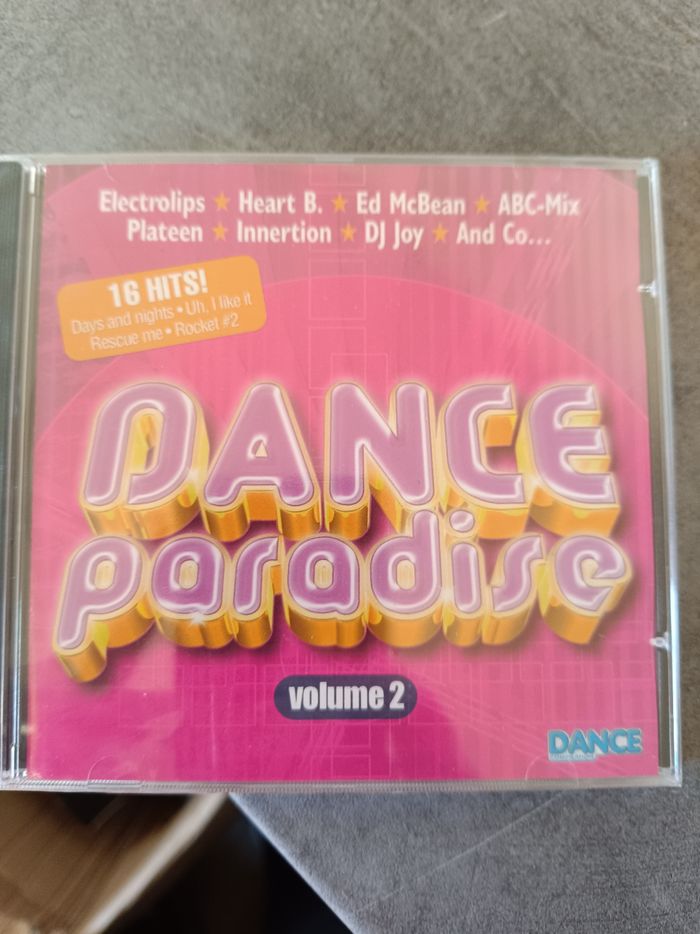 Electrolips ★ Heart B. ★ Ed McBean ★ ABC-Mix
Plateen ★ Innertion ★ DJ Joy ★ And Co...
16 HITS!
Days and nights • Uh, I like it
Rescue me • Rocket #2
DANCE
paradise
volume 2
DANCE